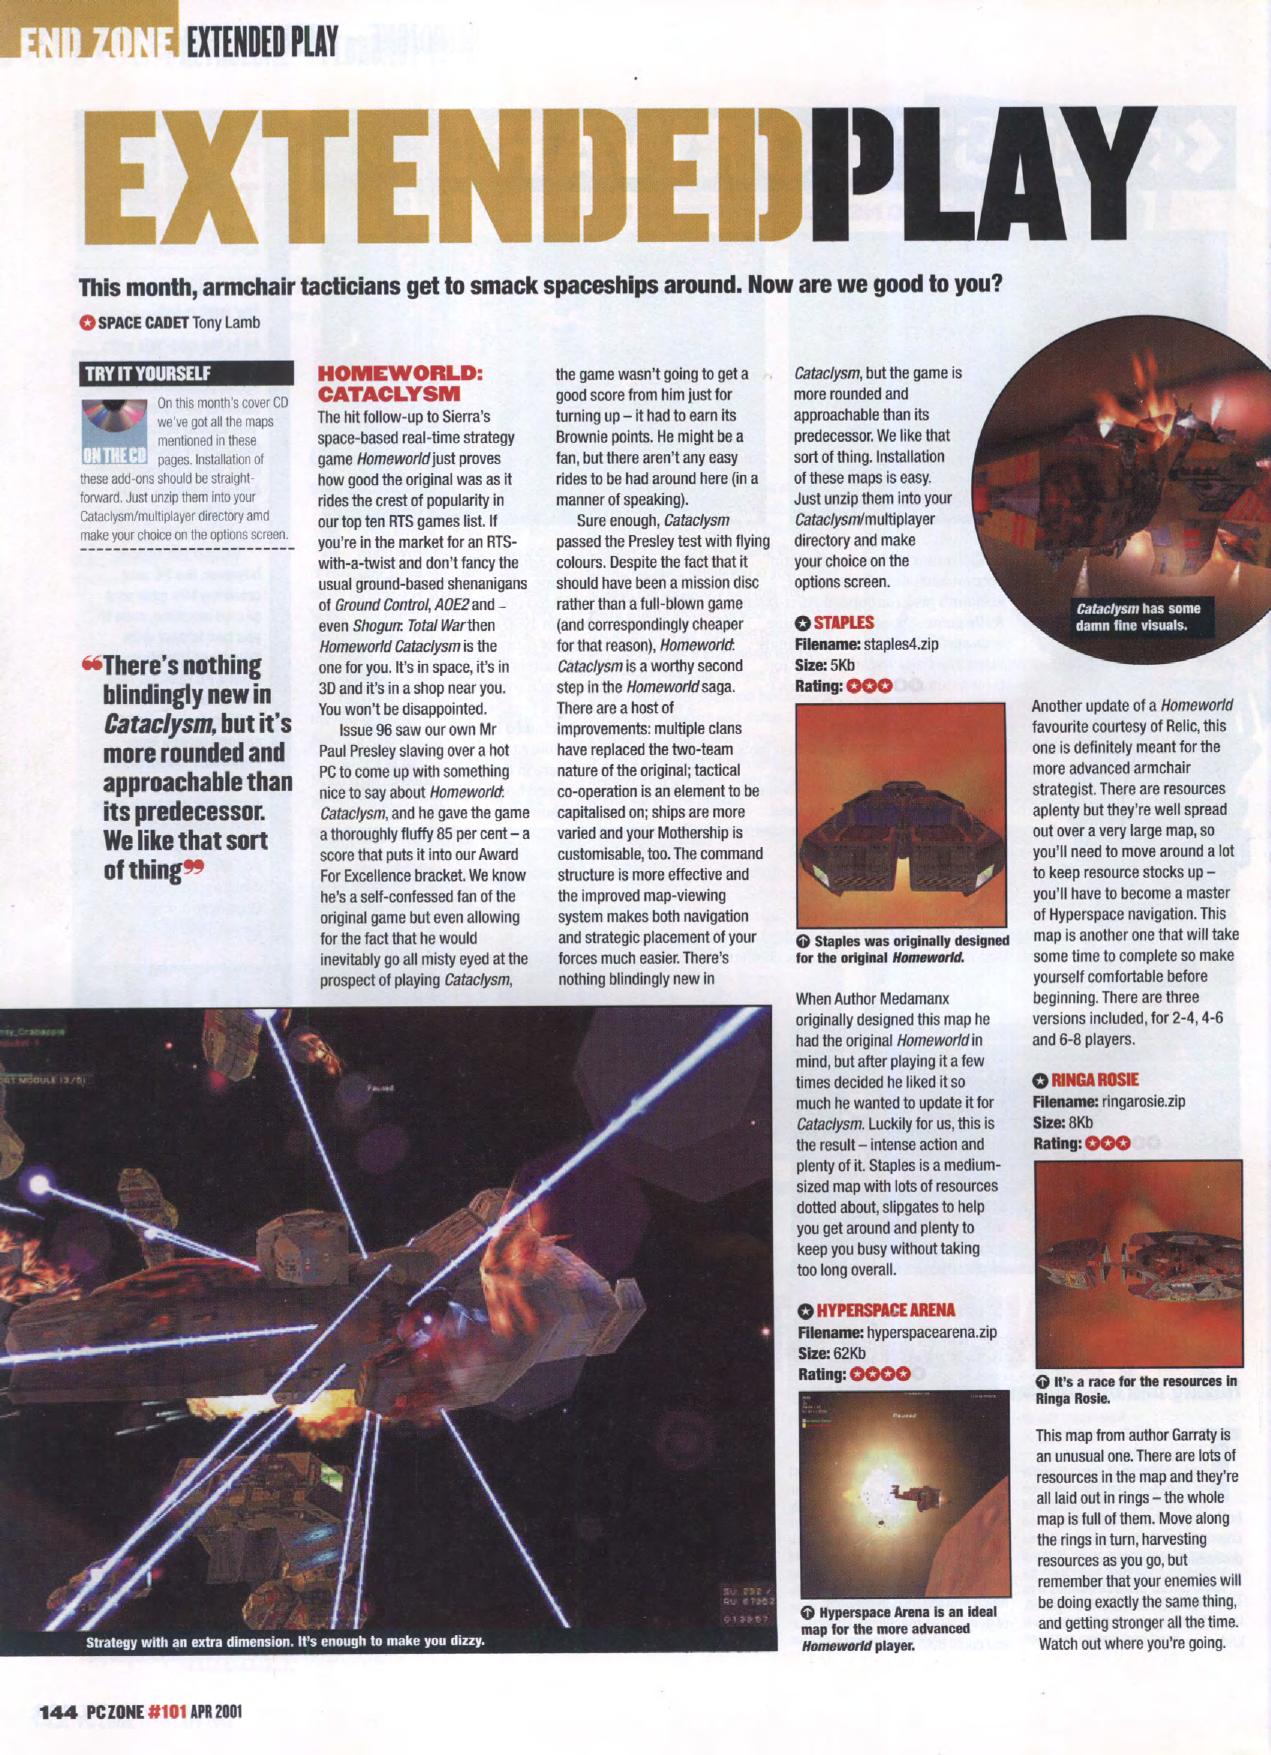 END ZONE EXTENDED PLAY
EXTENDEDPLAY
This month, armchair tacticians get to smack spaceships around. Now are we good to you?
SPACE CADET Tony Lamb
TRY IT YOURSELF
On this month's cover CD
we've got all the maps
mentioned in these
ON THE CD
pages. Installation of
these add-ons should be straight-
forward. Just unzip them into your
Cataclysm/multiplayer directory amd
make your choice on the options screen.
“There's nothing
blindingly new in
Cataclysm, but it's
more rounded and
approachable than
its predecessor.
We like that sort
of thing”
HOMEWORLD:
CATACLYSM
The hit follow-up to Sierra's
space-based real-time strategy
game Homeworld just proves
how good the original was as it
rides the crest of popularity in
our top ten RTS games list. If
you're in the market for an RTS-
with-a-twist and don't fancy the
usual ground-based shenanigans
of Ground Control, AOE2 and –
even Shogun: Total War then
Homeworld Cataclysm is the
one for you. It's in space, it's in
3D and it's in a shop near you.
You won't be disappointed.
Issue 96 saw our own Mr
Paul Presley slaving over a hot
PC to come up with something
nice to say about Homeworld:
Cataclysm, and he gave the game
a thoroughly fluffy 85 per cent – a
score that puts it into our Award
For Excellence bracket. We know
he's a self-confessed fan of the
original game but even allowing
for the fact that he would
inevitably go all misty eyed at the
prospect of playing Cataclysm,
the game wasn't going to get a
good score from him just for
turning up – it had to earn its
Brownie points. He might be a
fan, but there aren't any easy
rides to be had around here (in a
manner of speaking).
Sure enough, Cataclysm
passed the Presley test with flying
colours. Despite the fact that it
should have been a mission disc
rather than a full-blown game
(and correspondingly cheaper
for that reason), Homeworld:
Cataclysm is a worthy second
step in the Homeworld saga.
There are a host of
improvements: multiple clans
have replaced the two-team
nature of the original; tactical
co-operation is an element to be
capitalised on; ships are more
varied and your Mothership is
customisable, too. The command
structure is more effective and
the improved map-viewing
system makes both navigation
and strategic placement of your
forces much easier. There's
nothing blindingly new in
Cataclysm, but the game is
more rounded and
approachable than its
predecessor. We like that
sort of thing. Installation
of these maps is easy.
Just unzip them into your
Cataclysm/multiplayer
directory and make
your choice on the
options screen.
Cataclysm has some
damn fine visuals.
STAPLES
Filename: staples4.zip
Size: 5Kb
Rating:
Staples was originally designed
for the original Homeworld.
When Author Medamanx
originally designed this map he
had the original Homeworld in
mind, but after playing it a few
times decided he liked it so
much he wanted to update it for
Cataclysm. Luckily for us, this is
the result – intense action and
plenty of it. Staples is a medium-
sized map with lots of resources
dotted about, slipgates to help
you get around and plenty to
keep you busy without taking
too long overall.
HYPERSPACE ARENA
Filename: hyperspacearena.zip
Size: 62Kb
Rating:
Paused
Hyperspace Arena is an ideal
map for the more advanced
Homeworld player.
Another update of a Homeworld
favourite courtesy of Relic, this
one is definitely meant for the
more advanced armchair
strategist. There are resources
aplenty but they're well spread
out over a very large map, so
you'll need to move around a lot
to keep resource stocks up –
you'll have to become a master
of Hyperspace navigation. This
map is another one that will take
some time to complete so make
yourself comfortable before
beginning. There are three
versions included, for 2-4, 4-6
and 6-8 players.
RINGA ROSIE
Filename: ringarosie.zip
Size: 8Kb
Rating:
It's a race for the resources in
Ringa Rosie.
This map from author Garraty is
an unusual one. There are lots of
resources in the map and they're
all laid out in rings – the whole
map is full of them. Move along
the rings in turn, harvesting
resources as you go, but
remember that your enemies will
be doing exactly the same thing,
and getting stronger all the time.
Watch out where you're going.
Paused
Strategy with an extra dimension. It's enough to make you dizzy.
144 PCZONE #101 APR 2001